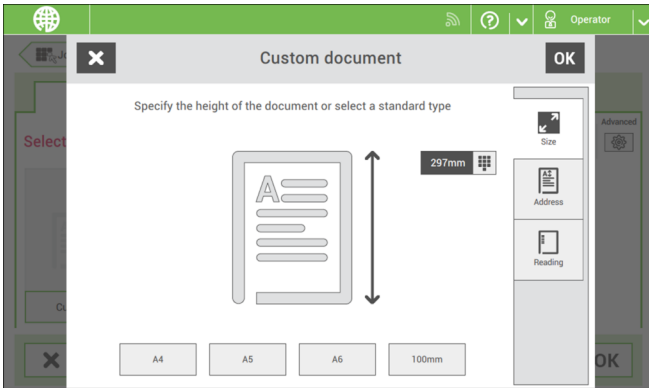 Operator
Custom document
OK
Specify the height of the document or select a standard type
Advanced
Select
297mm
Size
A
Address
Reading
A4
A5
A6
100mm
OK